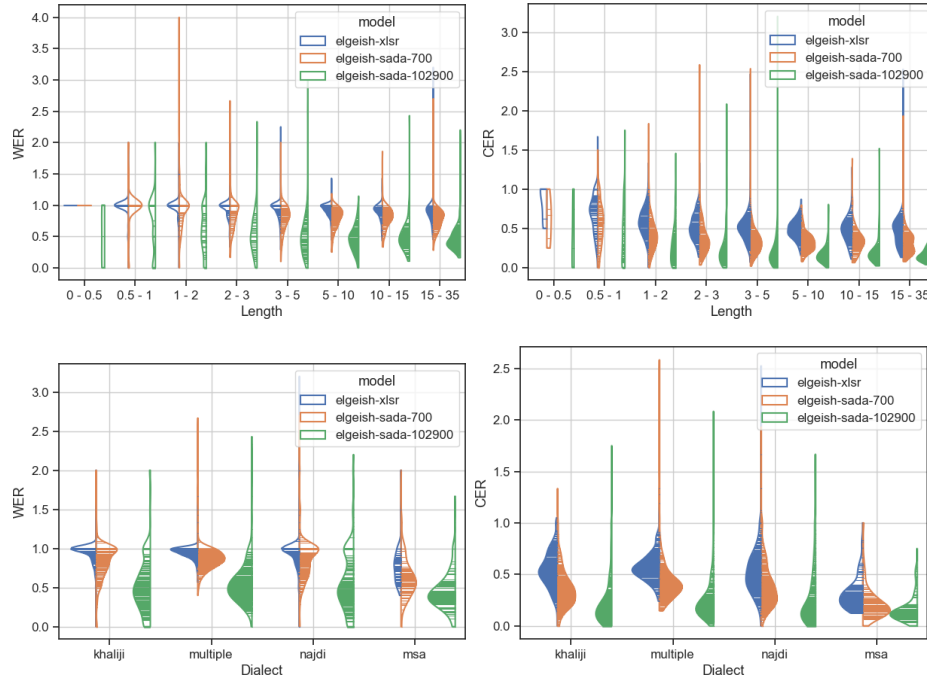 model
elgeish-xlsr
elgeish-sada-700
elgeish-sada-102900
WER
4.0
3.5
3.0
2.5
2.0
1.5
1.0
0.5
0.0
0 - 0.5
0.5 - 1
1 - 2
2 - 3
3 - 5
5 - 10
10 - 15
15 - 35
Length
model
elgeish-xlsr
elgeish-sada-700
elgeish-sada-102900
CER
3.0
2.5
2.0
1.5
1.0
0.5
0.0
0 - 0.5
0.5 - 1
1 - 2
2 - 3
3 - 5
5 - 10
10 - 15
15 - 35
Length
model
elgeish-xlsr
elgeish-sada-700
elgeish-sada-102900
WER
3.0
2.5
2.0
1.5
1.0
0.5
0.0
khaliji
multiple
najdi
msa
Dialect
model
elgeish-xlsr
elgeish-sada-700
elgeish-sada-102900
CER
2.5
2.0
1.5
1.0
0.5
0.0
khaliji
multiple
najdi
msa
Dialect